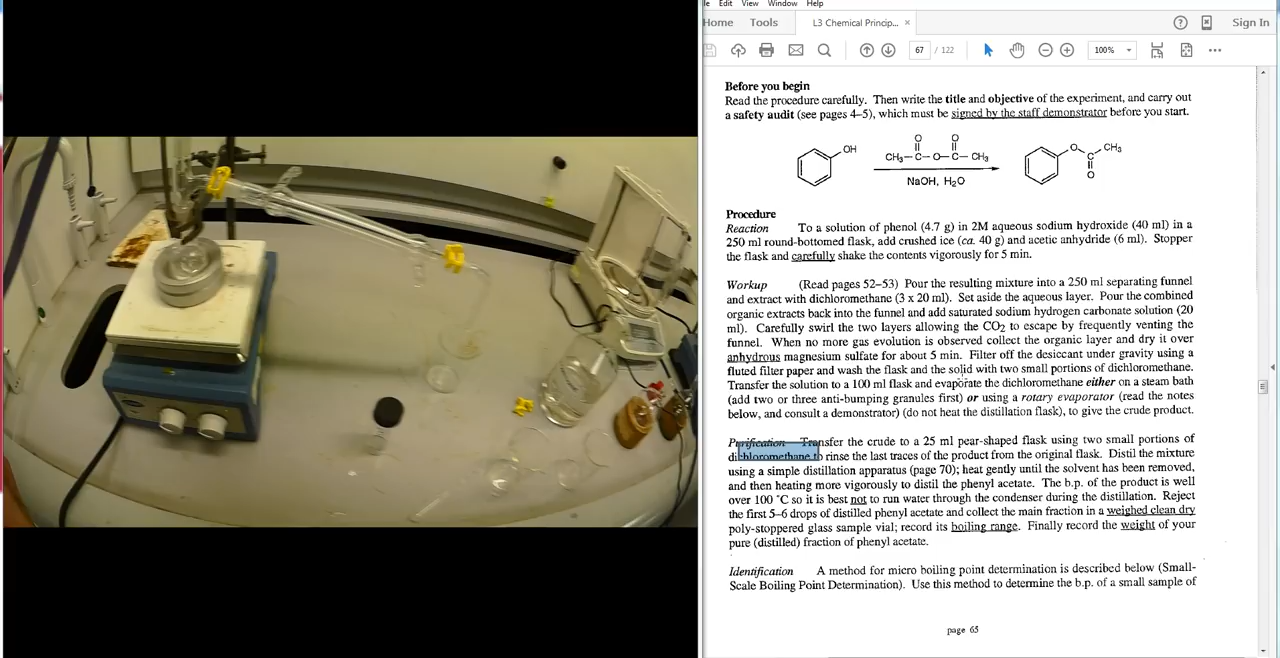 le Edit View Window Help
Home Tools L3 Chemical Princip... × Sign In
67 / 122 100%
Before you begin
Read the procedure carefully. Then write the title and objective of the experiment, and carry out
a safety audit (see pages 4–5), which must be signed by the staff demonstrator before you start.
OH
O O
CH₃–C–O–C–CH₃
NaOH, H₂O
O CH₃
C
O
Procedure
Reaction To a solution of phenol (4.7 g) in 2M aqueous sodium hydroxide (40 ml) in a
250 ml round-bottomed flask, add crushed ice (ca. 40 g) and acetic anhydride (6 ml). Stopper
the flask and carefully shake the contents vigorously for 5 min.
Workup (Read pages 52–53) Pour the resulting mixture into a 250 ml separating funnel
and extract with dichloromethane (3 x 20 ml). Set aside the aqueous layer. Pour the combined
organic extracts back into the funnel and add saturated sodium hydrogen carbonate solution (20
ml). Carefully swirl the two layers allowing the CO₂ to escape by frequently venting the
funnel. When no more gas evolution is observed collect the organic layer and dry it over
anhydrous magnesium sulfate for about 5 min. Filter off the desiccant under gravity using a
fluted filter paper and wash the flask and the solid with two small portions of dichloromethane.
Transfer the solution to a 100 ml flask and evaporate the dichloromethane either on a steam bath
(add two or three anti-bumping granules first) or using a rotary evaporator (read the notes
below, and consult a demonstrator) (do not heat the distillation flask), to give the crude product.
Purification Transfer the crude to a 25 ml pear-shaped flask using two small portions of
dichloromethane to rinse the last traces of the product from the original flask. Distil the mixture
using a simple distillation apparatus (page 70); heat gently until the solvent has been removed,
and then heating more vigorously to distil the phenyl acetate. The b.p. of the product is well
over 100 °C so it is best not to run water through the condenser during the distillation. Reject
the first 5–6 drops of distilled phenyl acetate and collect the main fraction in a weighed clean dry
poly-stoppered glass sample vial; record its boiling range. Finally record the weight of your
pure (distilled) fraction of phenyl acetate.
Identification A method for micro boiling point determination is described below (Small-
Scale Boiling Point Determination). Use this method to determine the b.p. of a small sample of
page 65